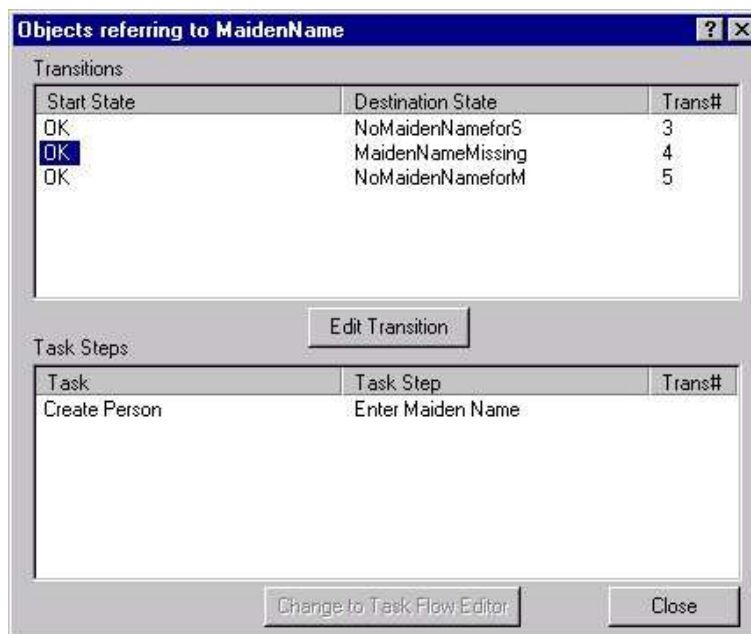 Objects referring to MaidenName
Transitions
Start State Destination State Trans#
OK NoMaidenNameforS 3
OK MaidenNameMissing 4
OK NoMaidenNameforM 5
Edit Transition
Task Steps
Task Task Step Trans#
Create Person Enter Maiden Name
Change to Task Flow Editor Close